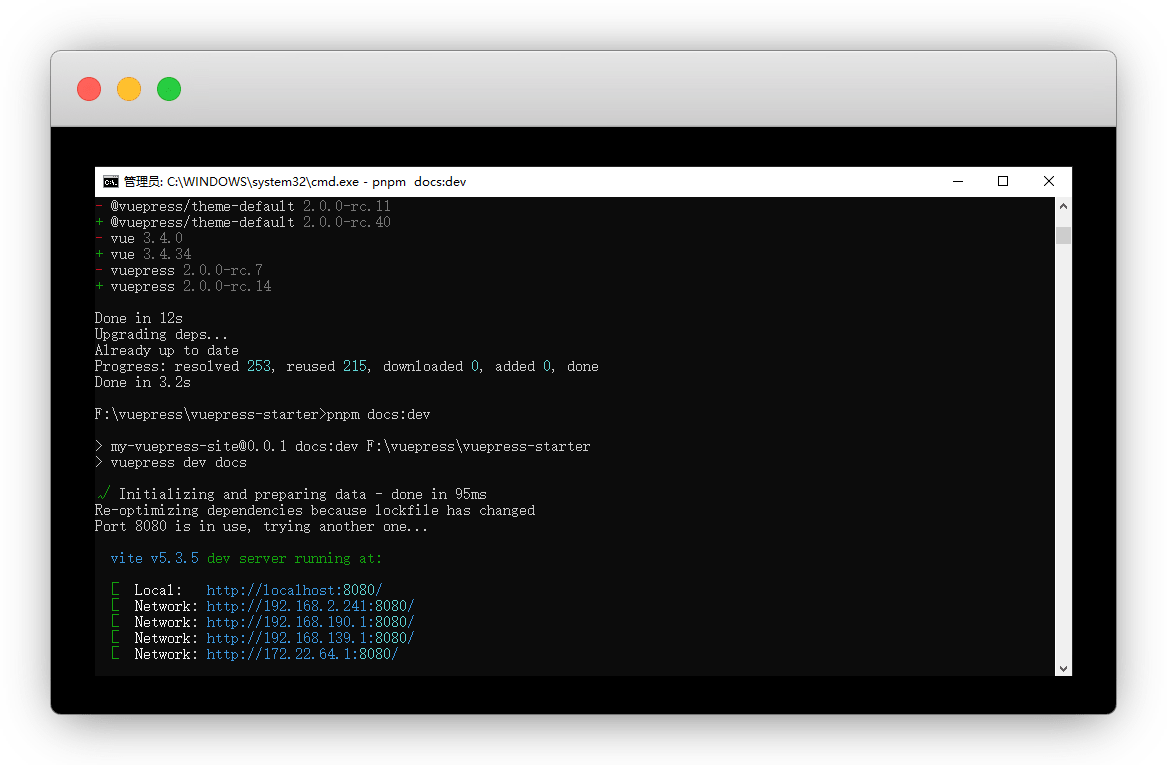 管理员: C:\WINDOWS\system32\cmd.exe - pnpm  docs:dev
- @vuepress/theme-default 2.0.0-rc.11
+ @vuepress/theme-default 2.0.0-rc.40
- vue 3.4.0
+ vue 3.4.34
- vuepress 2.0.0-rc.7
+ vuepress 2.0.0-rc.14
Done in 12s
Upgrading deps...
Already up to date
Progress: resolved 253, reused 215, downloaded 0, added 0, done
Done in 3.2s
F:\vuepress\vuepress-starter>pnpm docs:dev
> my-vuepress-site@0.0.1 docs:dev F:\vuepress\vuepress-starter
> vuepress dev docs
√ Initializing and preparing data - done in 95ms
Re-optimizing dependencies because lockfile has changed
Port 8080 is in use, trying another one...
vite v5.3.5 dev server running at:
[ Local:   http://localhost:8080/
[ Network: http://192.168.2.241:8080/
[ Network: http://192.168.190.1:8080/
[ Network: http://192.168.139.1:8080/
[ Network: http://172.22.64.1:8080/